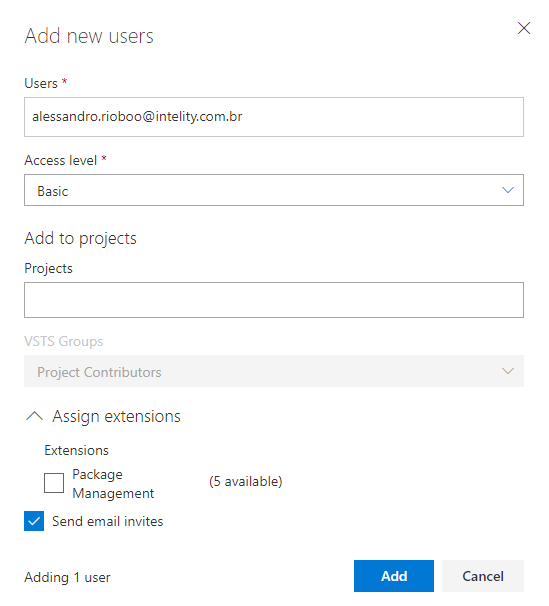 Add new users
Users *
alessandro.rioboo@intelity.com.br
Access level *
Basic
Add to projects
Projects
VSTS Groups
Project Contributors
Assign extensions
Extensions
Package
Management
(5 available)
Send email invites
Adding 1 user
Add
Cancel